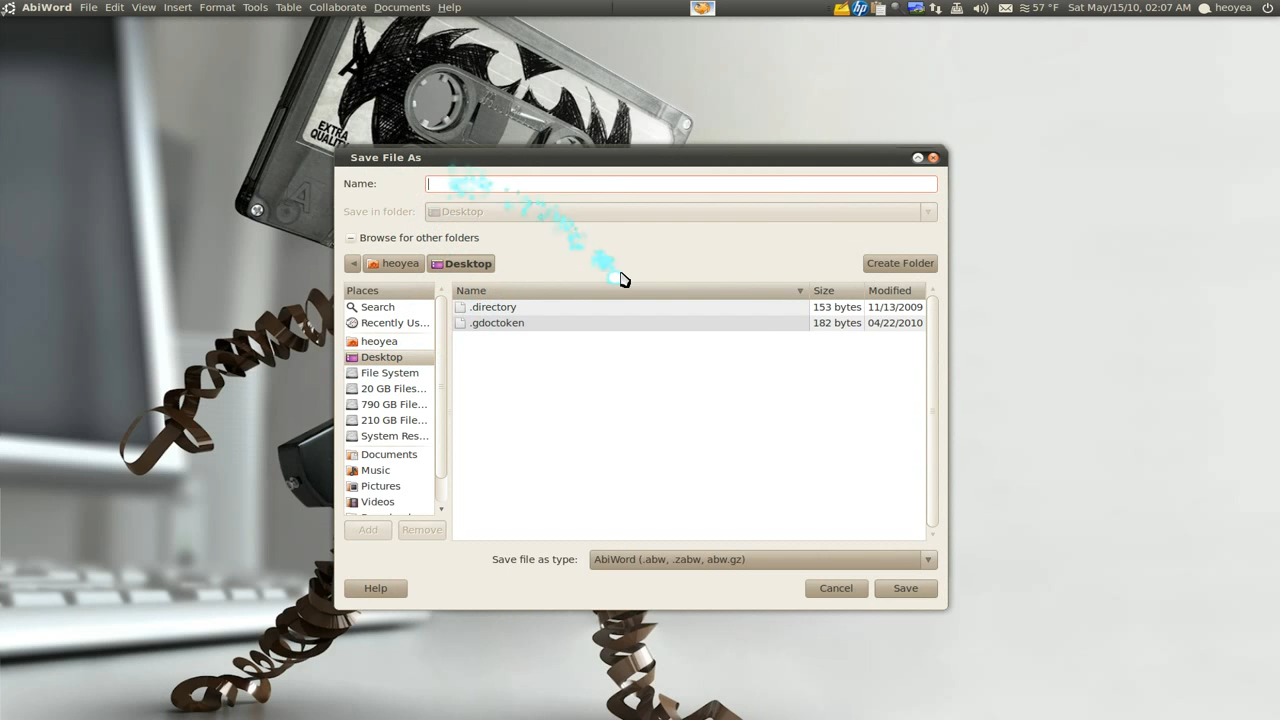 AbiWord File Edit View Insert Format Tools Table Collaborate Documents Help
57 °F Sat May/15/10, 02:07 AM heoyea
EXTRA
QUALITY
A
Save File As
Name:
Save in folder: Desktop
Browse for other folders
heoyea Desktop Create Folder
Places Name Size Modified
Search .directory 153 bytes 11/13/2009
Recently Us... .gdoctoken 182 bytes 04/22/2010
heoyea
Desktop
File System
20 GB Files...
790 GB File...
210 GB File...
System Res...
Documents
Music
Pictures
Videos
Add Remove
Save file as type: AbiWord (.abw, .zabw, abw.gz)
Help Cancel Save